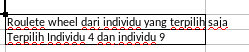 Roulete wheel dari individu yang terpilih saja
Terpilih Individu 4 dan individu 9